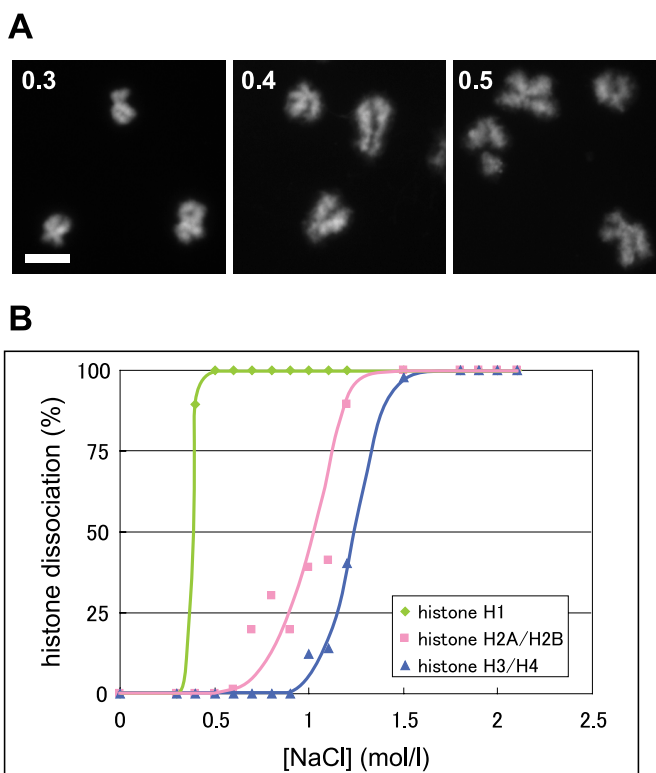 A
0.3
0.4
0.5
B
100
75
50
25
0
histone dissociation (%)
histone H1
histone H2A/H2B
histone H3/H4
0 0.5 1 1.5 2 2.5
[NaCl] (mol/l)